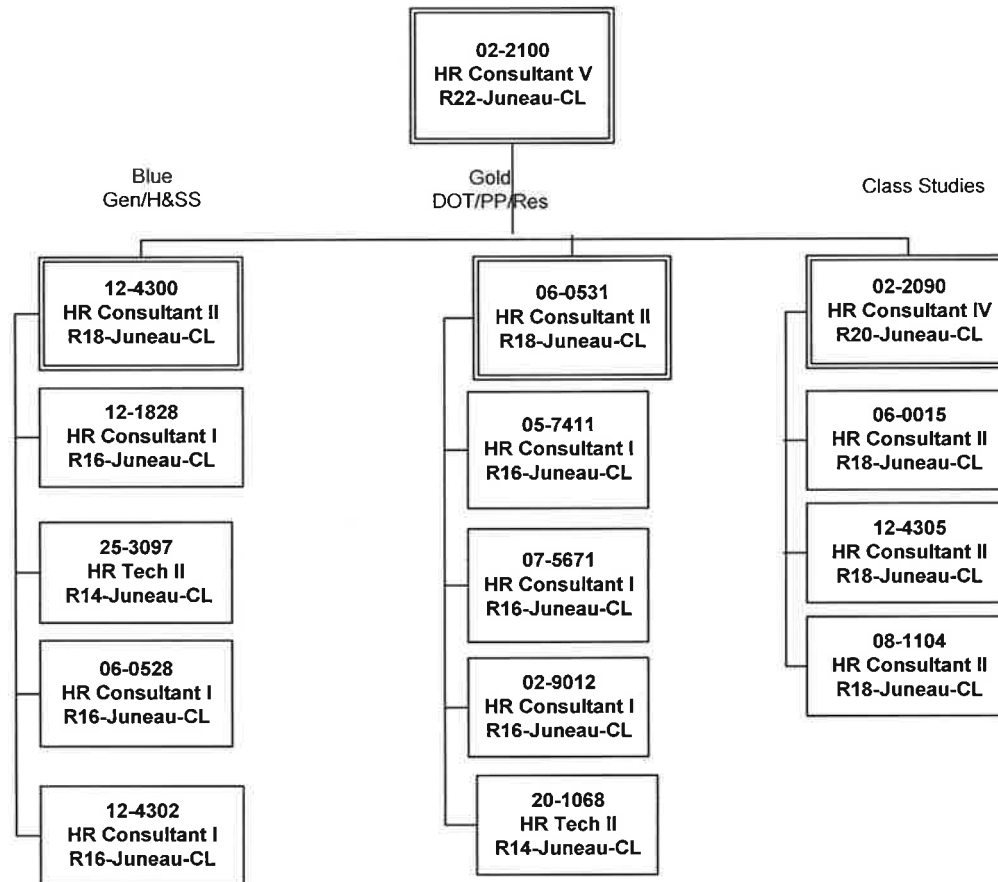 02-2100
HR Consultant V
R22-Juneau-CL
Blue
Gen/H&SS
Gold
DOT/PP/Res
Class Studies
12-4300
HR Consultant II
R18-Juneau-CL
12-1828
HR Consultant I
R16-Juneau-CL
25-3097
HR Tech II
R14-Juneau-CL
06-0528
HR Consultant I
R16-Juneau-CL
12-4302
HR Consultant I
R16-Juneau-CL
06-0531
HR Consultant II
R18-Juneau-CL
05-7411
HR Consultant I
R16-Juneau-CL
07-5671
HR Consultant I
R16-Juneau-CL
02-9012
HR Consultant I
R16-Juneau-CL
20-1068
HR Tech II
R14-Juneau-CL
02-2090
HR Consultant IV
R20-Juneau-CL
06-0015
HR Consultant II
R18-Juneau-CL
12-4305
HR Consultant II
R18-Juneau-CL
08-1104
HR Consultant II
R18-Juneau-CL